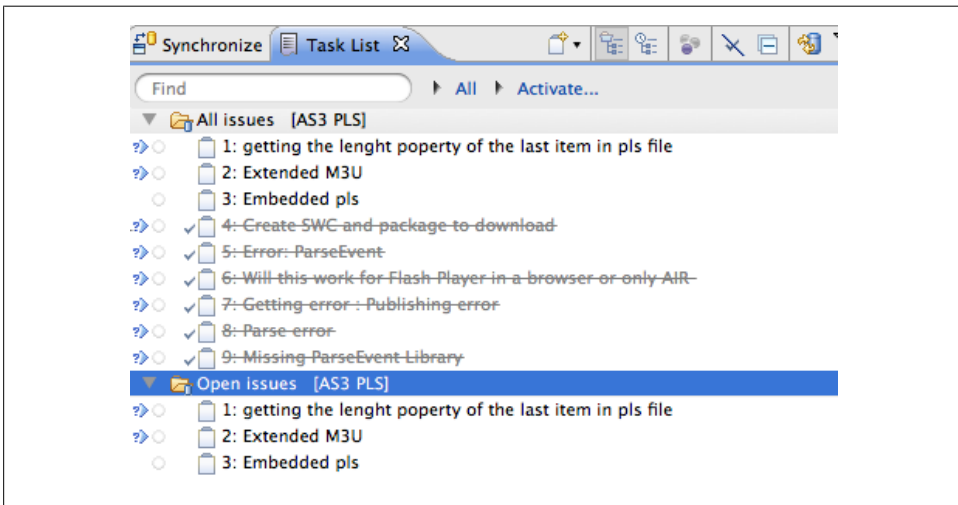 Synchronize Task List
Find All Activate...
All issues [AS3 PLS]
1: getting the lenght poperty of the last item in pls file
2: Extended M3U
3: Embedded pls
4: Create SWC and package to download
5: Error: ParseEvent
6: Will this work for Flash Player in a browser or only AIR
7: Getting error : Publishing error
8: Parse error
9: Missing ParseEvent Library
Open issues [AS3 PLS]
1: getting the lenght poperty of the last item in pls file
2: Extended M3U
3: Embedded pls